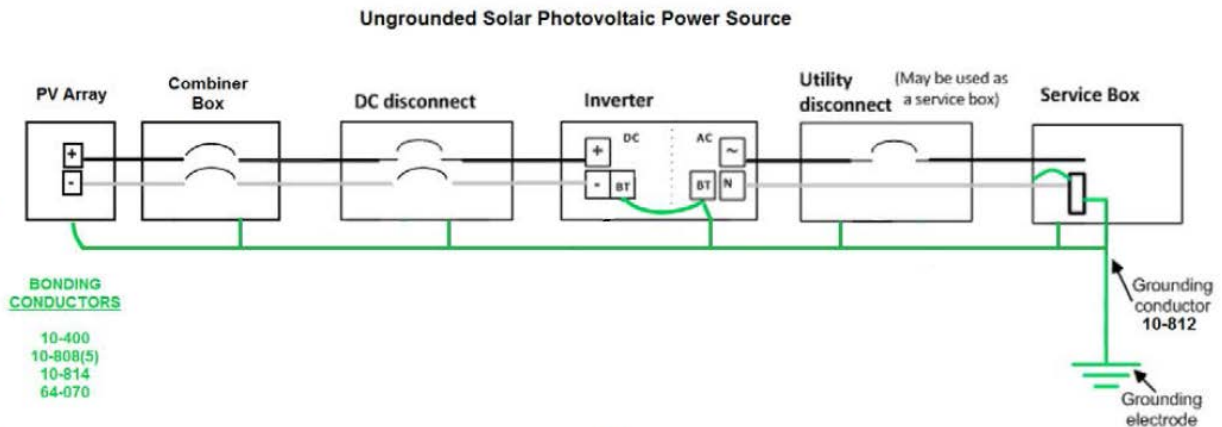 Ungrounded Solar Photovoltaic Power Source
PV Array
Combiner
Box
DC disconnect
Inverter
Utility
disconnect
(May be used as
a service box)
Service Box
+
-
+
-
BT
DC
AC
~
BT
N
BONDING
CONDUCTORS
10-400
10-808(5)
10-814
64-070
Grounding
conductor
10-812
Grounding
electrode